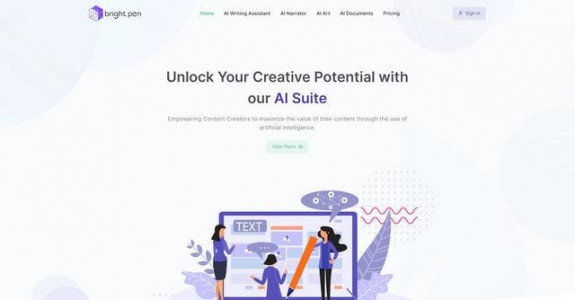 bright.pen
Home AI Writing Assistant AI Narrator AI Art AI Documents Pricing
Sign in
Unlock Your Creative Potential with
our AI Suite
Empowering Content Creators to maximize the value of their content through the use of
artificial intelligence.
View Plans
TEXT